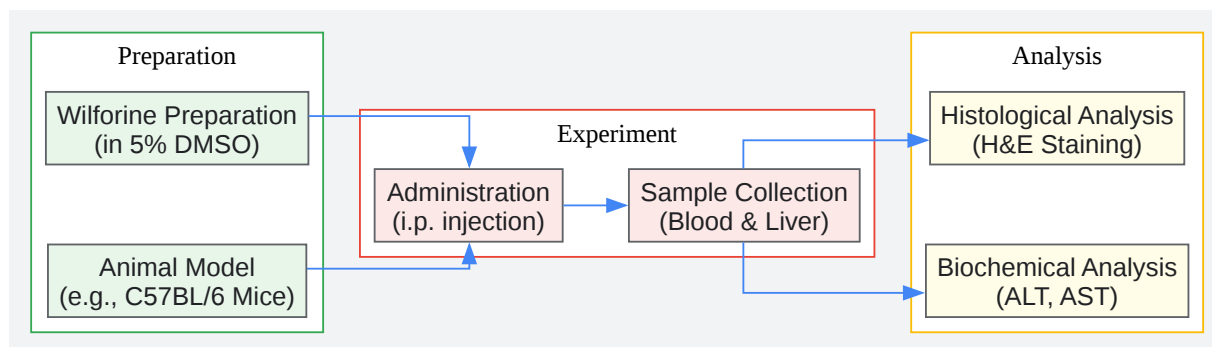 Preparation
Wilforine Preparation
(in 5% DMSO)
Animal Model
(e.g., C57BL/6 Mice)
Experiment
Administration
(i.p. injection)
Sample Collection
(Blood & Liver)
Analysis
Histological Analysis
(H&E Staining)
Biochemical Analysis
(ALT, AST)